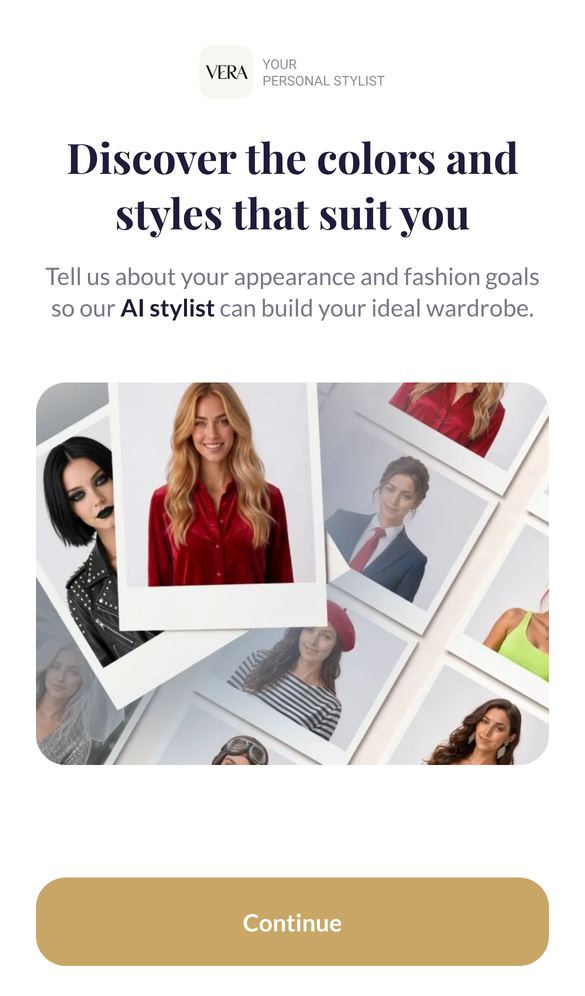 VERA
YOUR
PERSONAL STYLIST
Discover the colors and
styles that suit you
Tell us about your appearance and fashion goals
so our AI stylist can build your ideal wardrobe.
Continue